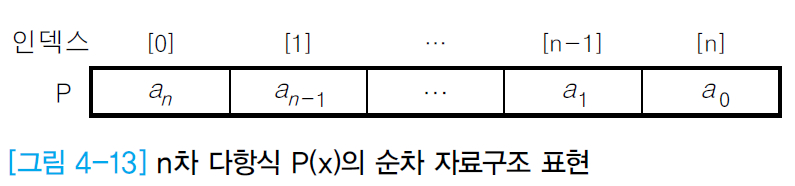 인덱스 [0] [1] … [n-1] [n]
P aₙ aₙ₋₁ … a₁ a₀
[그림 4-13] n차 다항식 P(x)의 순차 자료구조 표현